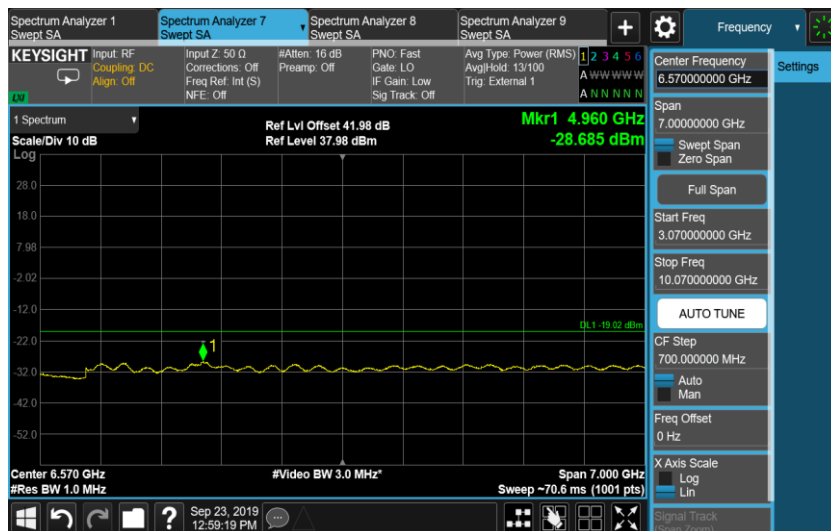 Spectrum Analyzer 1
Swept SA
Spectrum Analyzer 7
Swept SA
Spectrum Analyzer 8
Swept SA
Spectrum Analyzer 9
Swept SA
+
Frequency
KEYSIGHT
LXI
Input: RF
Coupling: DC
Align: Off
Input Z: 50 Ω
Corrections: Off
Freq Ref: Int (S)
NFE: Off
#Atten: 16 dB
Preamp: Off
PNO: Fast
Gate: LO
IF Gain: Low
Sig Track: Off
Avg Type: Power (RMS)
Avg|Hold: 13/100
Trig: External 1
1 2 3 4 5 6
A W W W W W
A N N N N N
1 Spectrum
Scale/Div 10 dB
Log
Ref Lvl Offset 41.98 dB
Ref Level 37.98 dBm
Mkr1 4.960 GHz
-28.685 dBm
28.0
18.0
7.98
-2.02
-12.0
-22.0
-32.0
-42.0
-52.0
DL1 -19.02 dBm
1
Center 6.570 GHz
#Res BW 1.0 MHz
#Video BW 3.0 MHz*
Span 7.000 GHz
Sweep ~70.6 ms (1001 pts)
?
Sep 23, 2019
12:59:19 PM
Center Frequency
6.570000000 GHz
Span
7.00000000 GHz
Swept Span
Zero Span
Full Span
Start Freq
3.070000000 GHz
Stop Freq
10.070000000 GHz
AUTO TUNE
CF Step
700.000000 MHz
Auto
Man
Freq Offset
0 Hz
X Axis Scale
Log
Lin
Signal Track
(Span Zoom)
Settings